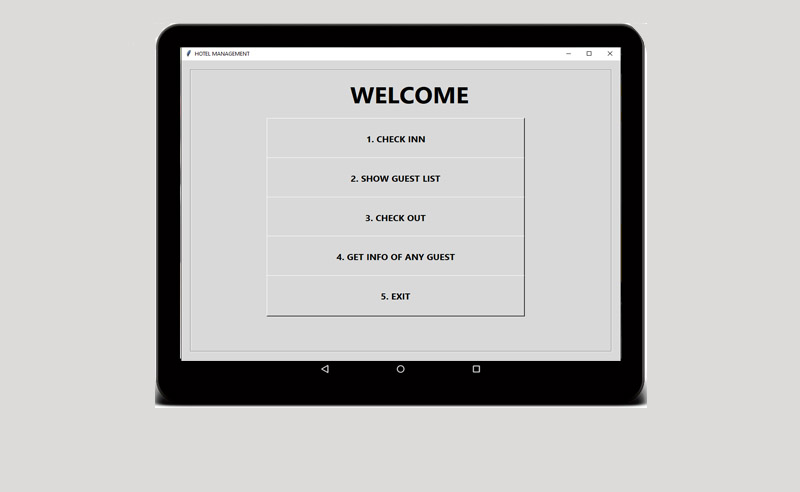 HOTEL MANAGEMENT
WELCOME
1. CHECK INN
2. SHOW GUEST LIST
3. CHECK OUT
4. GET INFO OF ANY GUEST
5. EXIT